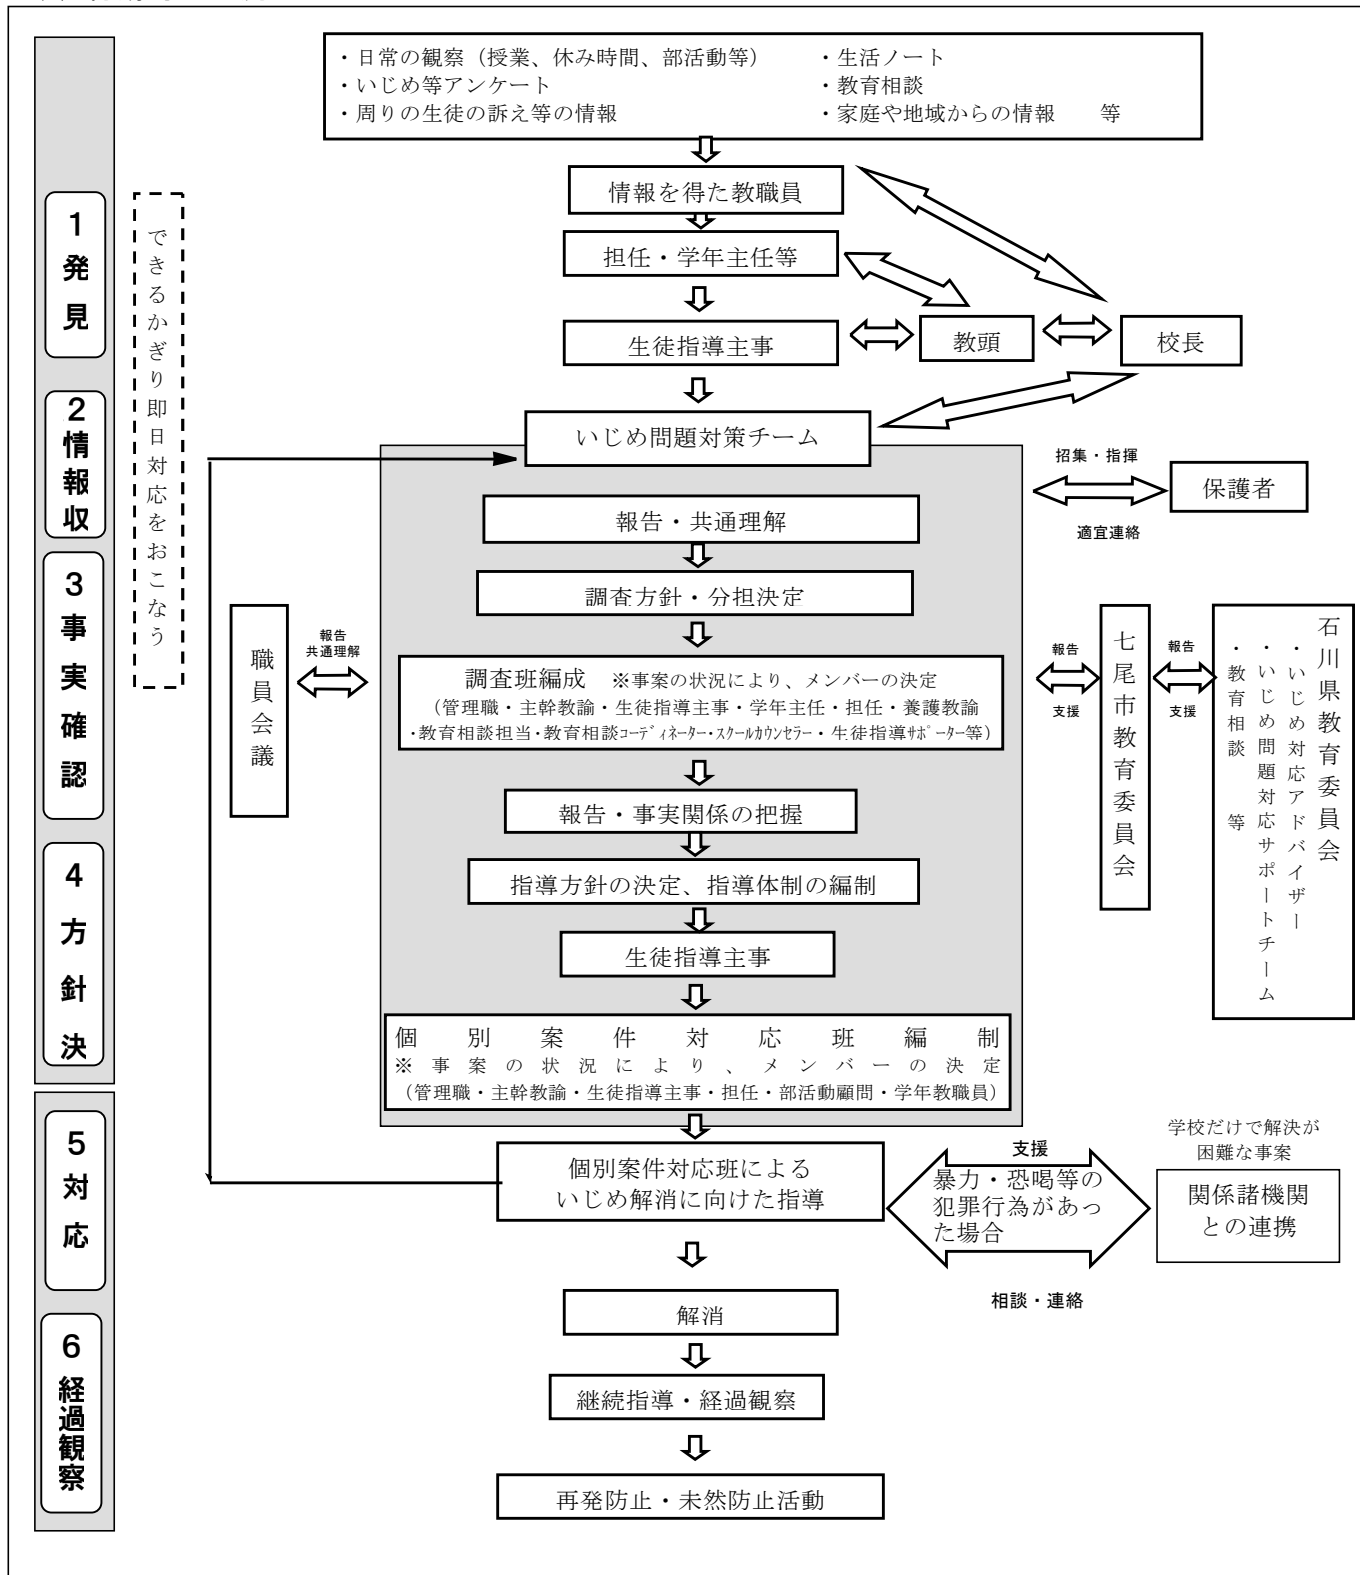 ・日常の観察（授業、休み時間、部活動等）　・生活ノート
・いじめ等アンケート　・教育相談
・周りの生徒の訴え等の情報　・家庭や地域からの情報　等
情報を得た教職員
担任・学年主任等
生徒指導主事
教頭
校長
いじめ問題対策チーム
1発見
2情報収
3事実確認
4方針決
5対応
6経過観察
できるかぎり即日対応をおこなう
招集・指揮
保護者
適宜連絡
報告・共通理解
調査方針・分担決定
職員会議
報告
共通理解
調査班編成　※事案の状況により、メンバーの決定
（管理職・主幹教諭・生徒指導主事・学年主任・担任・養護教諭
・教育相談担当・教育相談ｺｰﾃﾞｨﾈｰﾀｰ・ｽｸｰﾙｶｳﾝｾﾗｰ・生徒指導ｻﾎﾟｰﾀｰ等）
報告
支援
七尾市教育委員会
報告
支援
石川県教育委員会
・いじめ対応アドバイザー
・いじめ問題対応サポートチーム
・教育相談　等
報告・事実関係の把握
指導方針の決定、指導体制の編制
生徒指導主事
個別案件対応班編制
※事案の状況により、メンバーの決定
（管理職・主幹教諭・生徒指導主事・担任・部活動顧問・学年教職員）
個別案件対応班による
いじめ解消に向けた指導
支援
暴力・恐喝等の
犯罪行為があっ
た場合
相談・連絡
学校だけで解決が
困難な事案
関係諸機関
との連携
解消
継続指導・経過観察
再発防止・未然防止活動